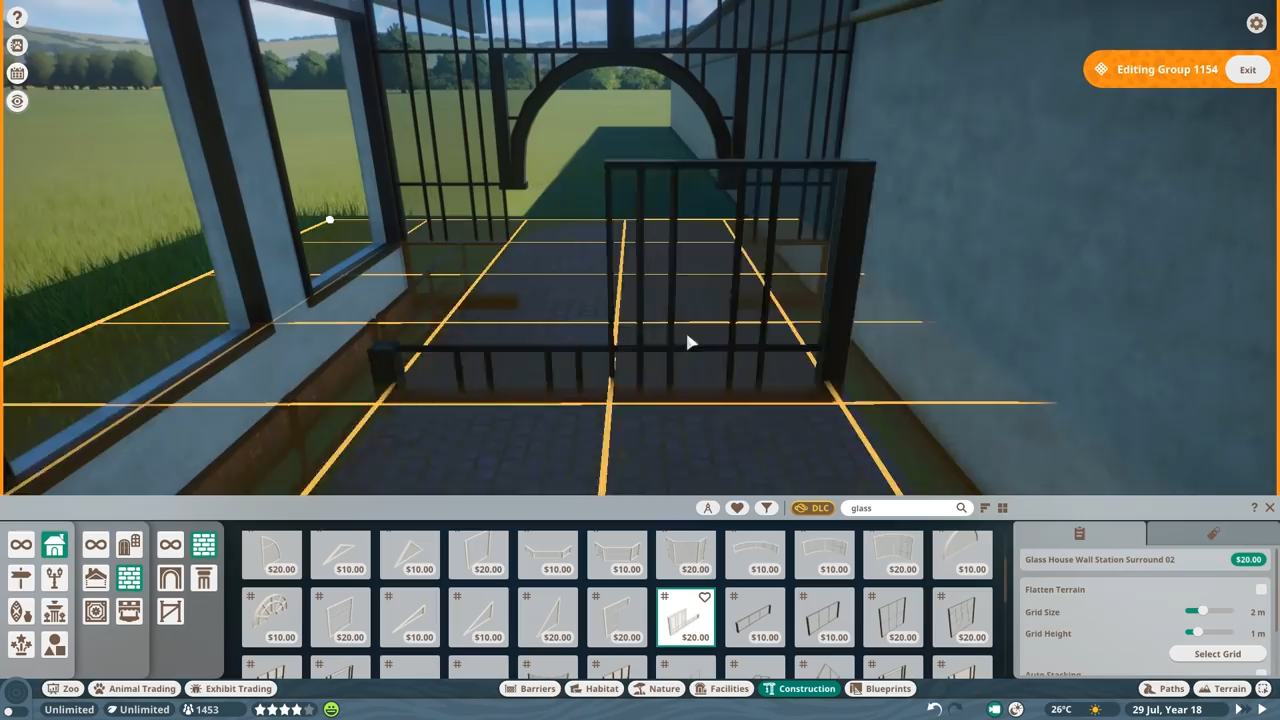 ?
Editing Group 1154
Exit
DLC
glass
?
$20.00 $10.00 $10.00 $20.00 $10.00 $10.00 $20.00 $10.00 $10.00 $20.00 $10.00
$10.00 $20.00 $10.00 $10.00 $20.00 $20.00 $20.00 $10.00 $10.00 $20.00 $20.00
Glass House Wall Station Surround 02
$20.00
Flatten Terrain
Grid Size
2 m
Grid Height
1 m
Select Grid
Zoo
Animal Trading
Exhibit Trading
Barriers
Habitat
Nature
Facilities
Construction
Blueprints
Paths
Terrain
Unlimited
Unlimited
1453
26°C
29 Jul, Year 18